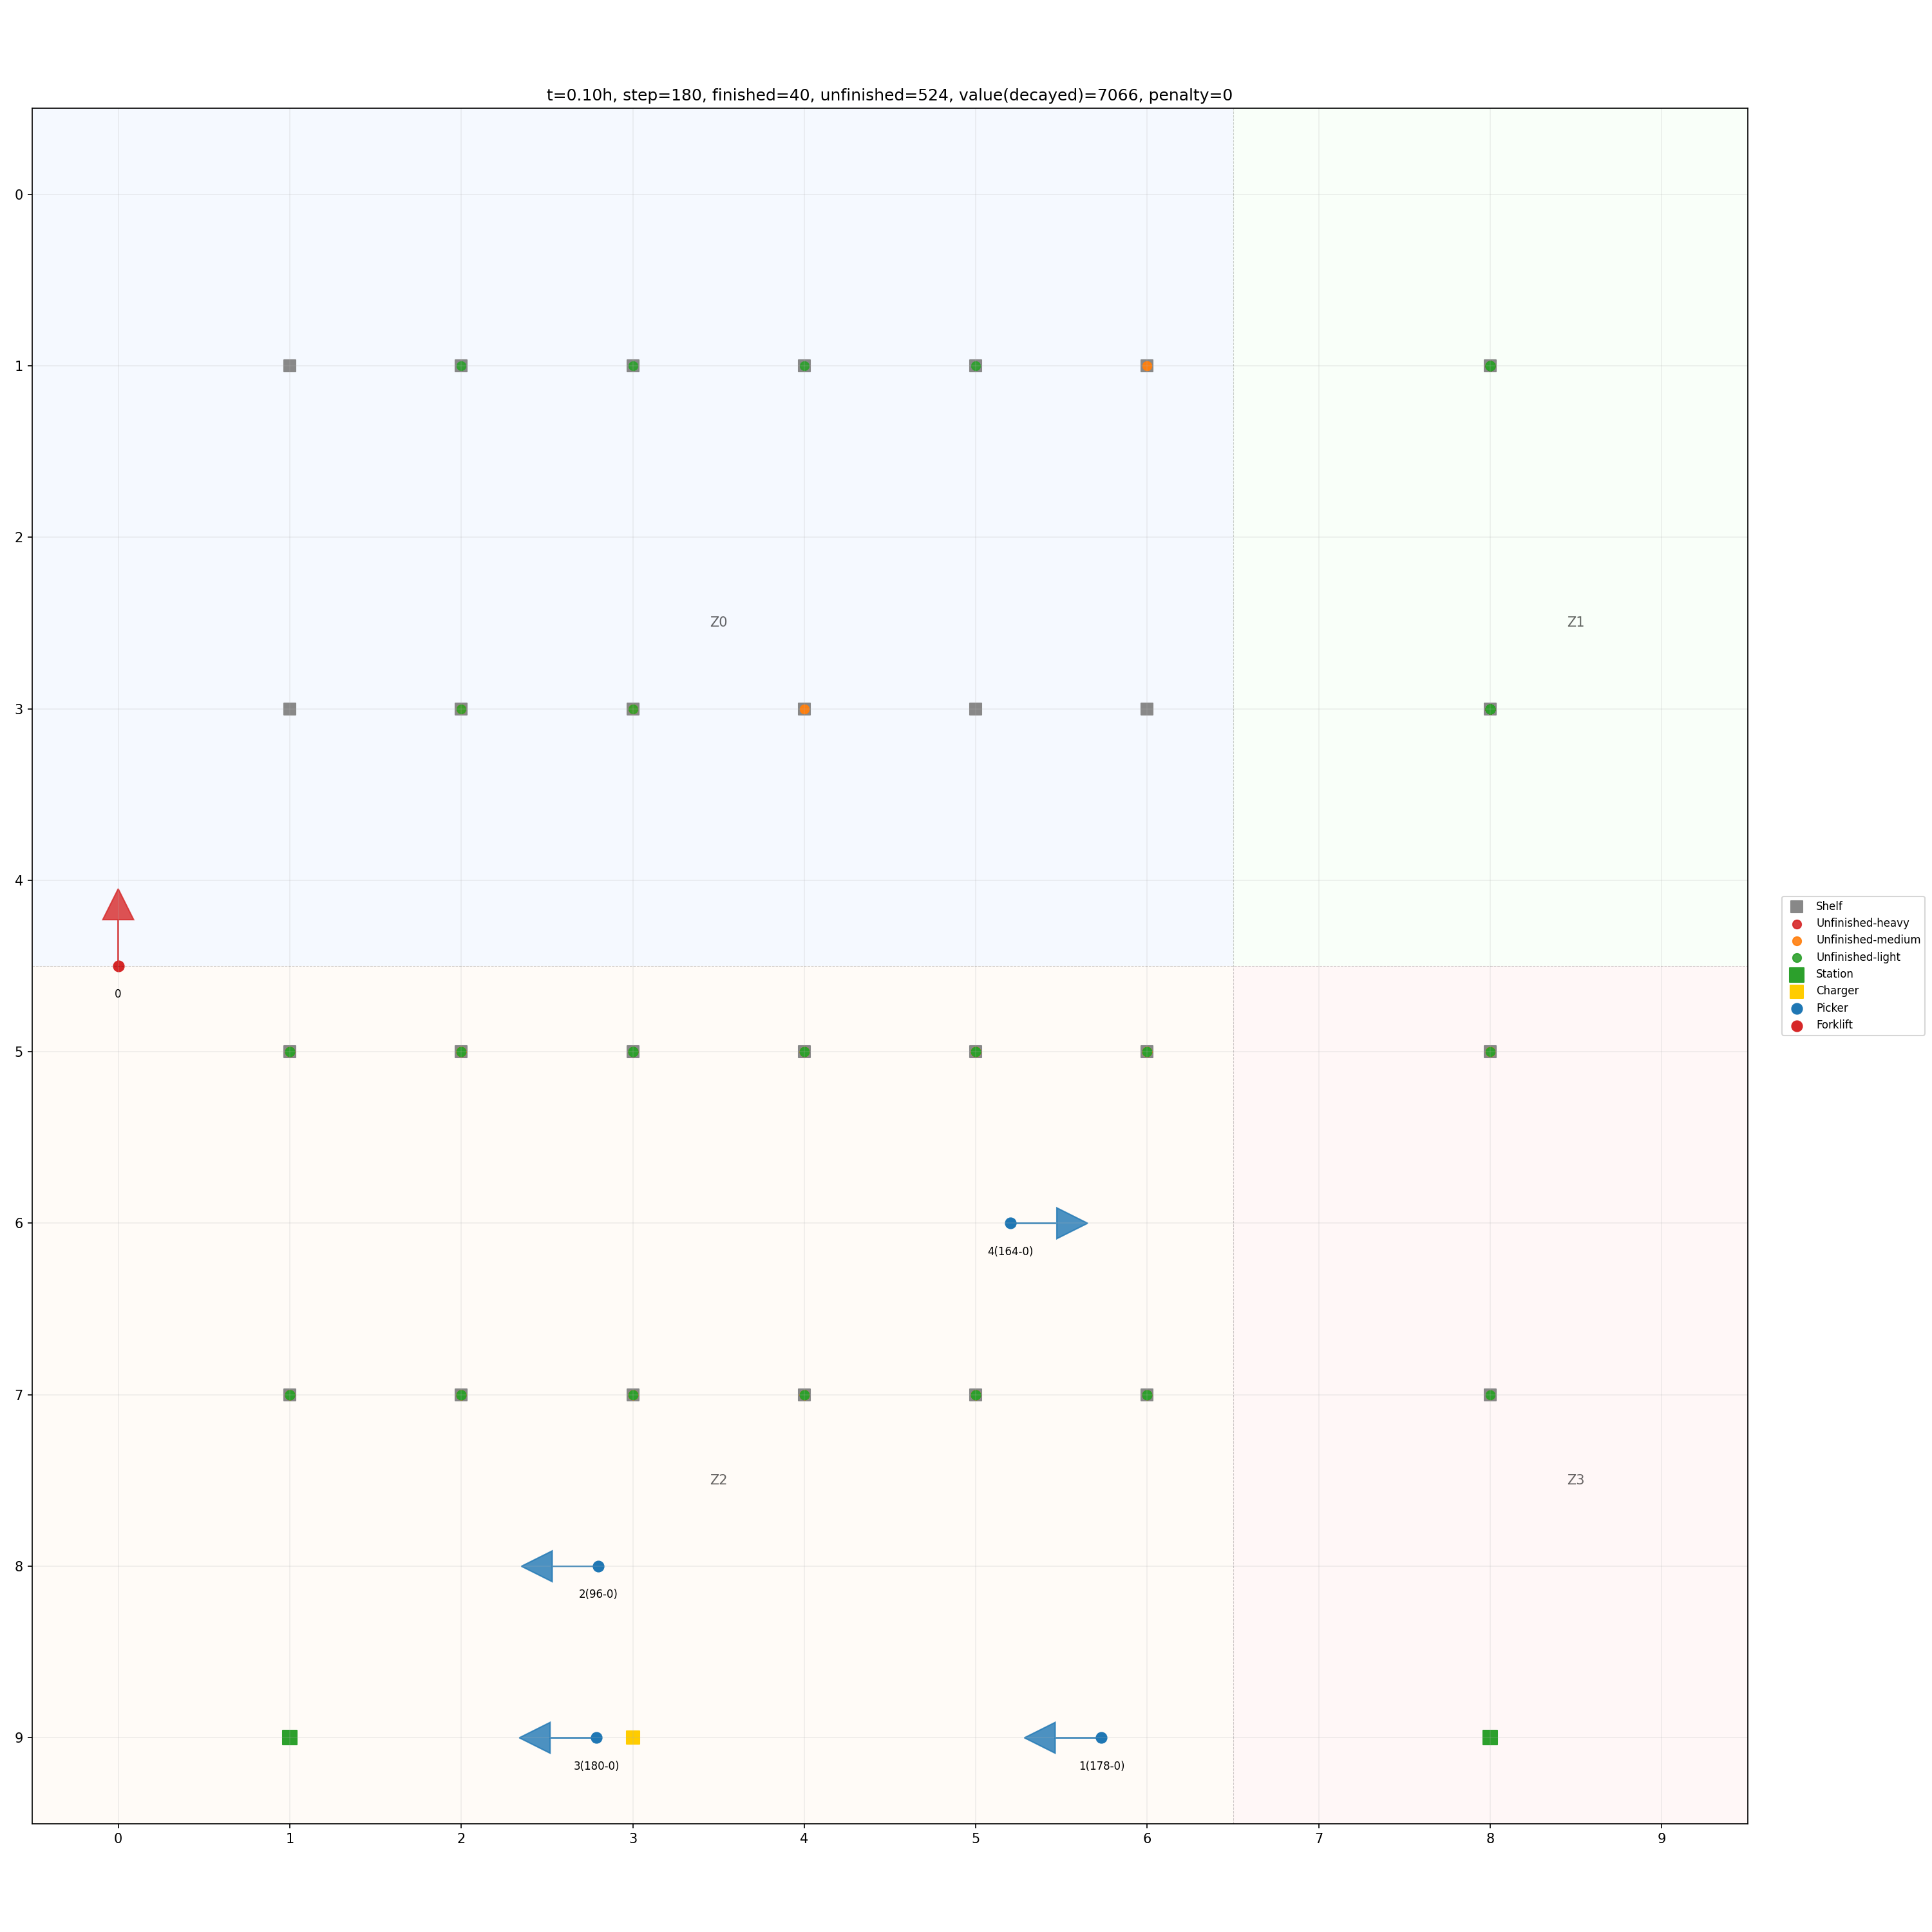 t=0.10h, step=180, finished=40, unfinished=524, value(decayed)=7066, penalty=0
0
1
2
Z0
Z1
3
4
0
Shelf
Unfinished-heavy
Unfinished-medium
Unfinished-light
Station
Charger
Picker
Forklift
5
6
4(164-0)
7
Z2
Z3
8
2(96-0)
9
3(180-0)
1(178-0)
0 1 2 3 4 5 6 7 8 9